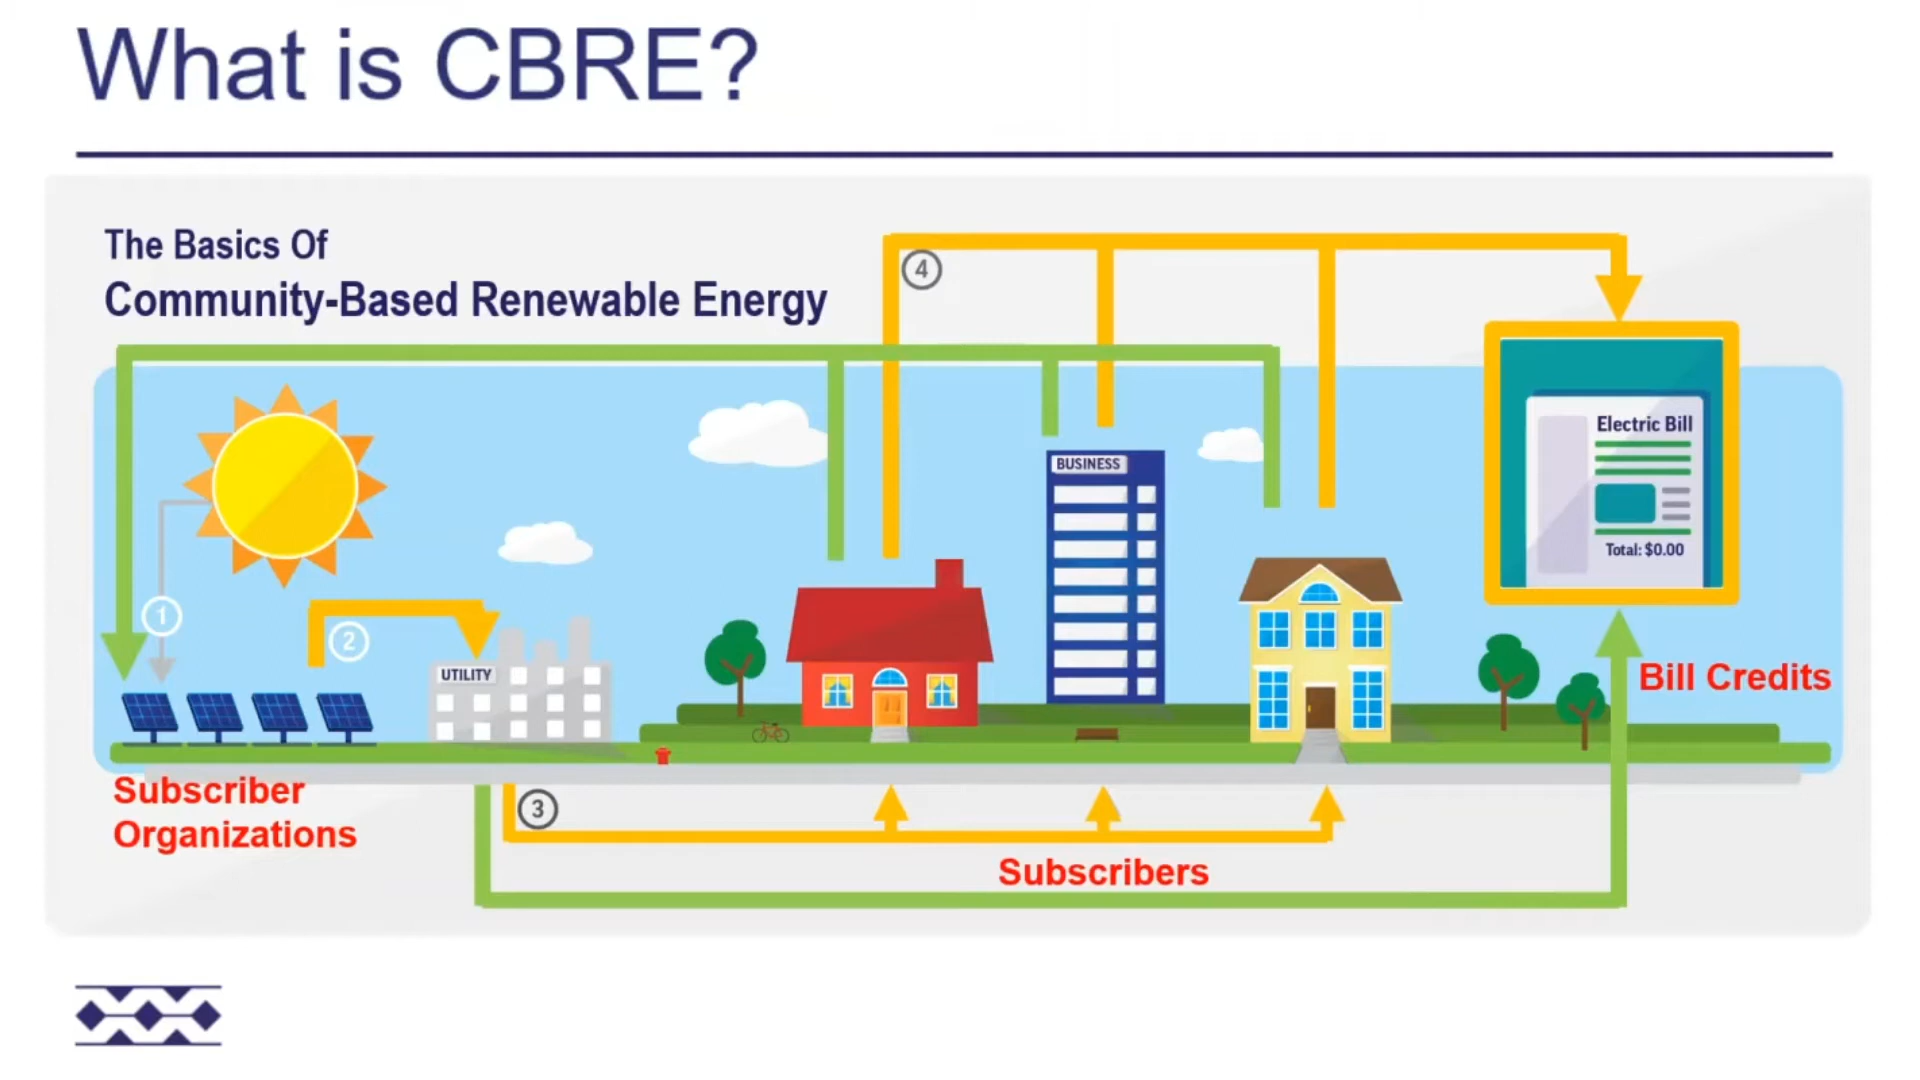 What is CBRE?
The Basics Of
Community-Based Renewable Energy
4
BUSINESS
Electric Bill
Total: $0.00
1
2
UTILITY
Bill Credits
Subscriber
Organizations
3
Subscribers